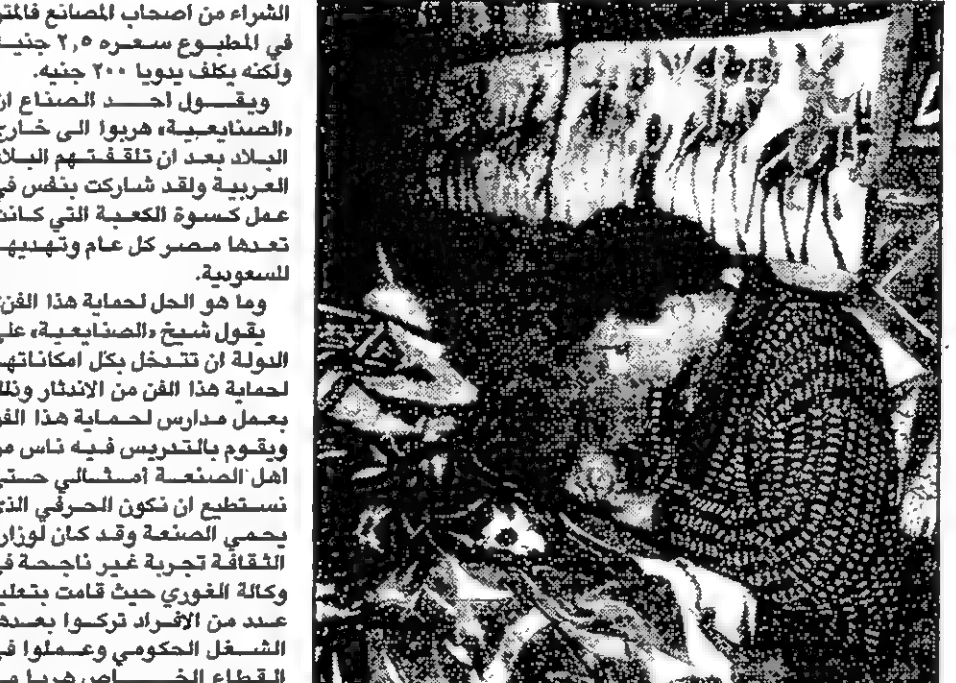 الشراء من اصحاب المصانع فالمتر
في المطبوع سعره ٢,٥ جنيه
ولكنه يكلف يدويا ٢٠٠ جنيه.
ويقول احد الصناع ان
«الصنايعية» هربوا الى خارج
البلاد بعد ان تلقفتهم البلاد
العربية ولقد شاركت بنفس في
عمل كسوة الكعبة التي كانت
تعدها مصر كل عام وتهديها
للسعودية.
وما هو الحل لحماية هذا الفن
يقول شيخ «الصنايعية» على
الدولة ان تتدخل بكل امكاناتها
لحماية هذا الفن من الاندثار وذلك
بعمل مدارس لحماية هذا الفن
ويقوم بالتدريس فيه ناس من
اهل الصنعة أمثالي حتى
نستطيع ان نكون الحرفي الذي
يحمي الصنعة وقد كان لوزارة
الثقافة تجربة غير ناجحة في
وكالة الغوري حيث قامت بتعليم
عدد من الافراد تركوا بعدها
الشغل الحكومي وعملوا في
القطاع الخاص هربا